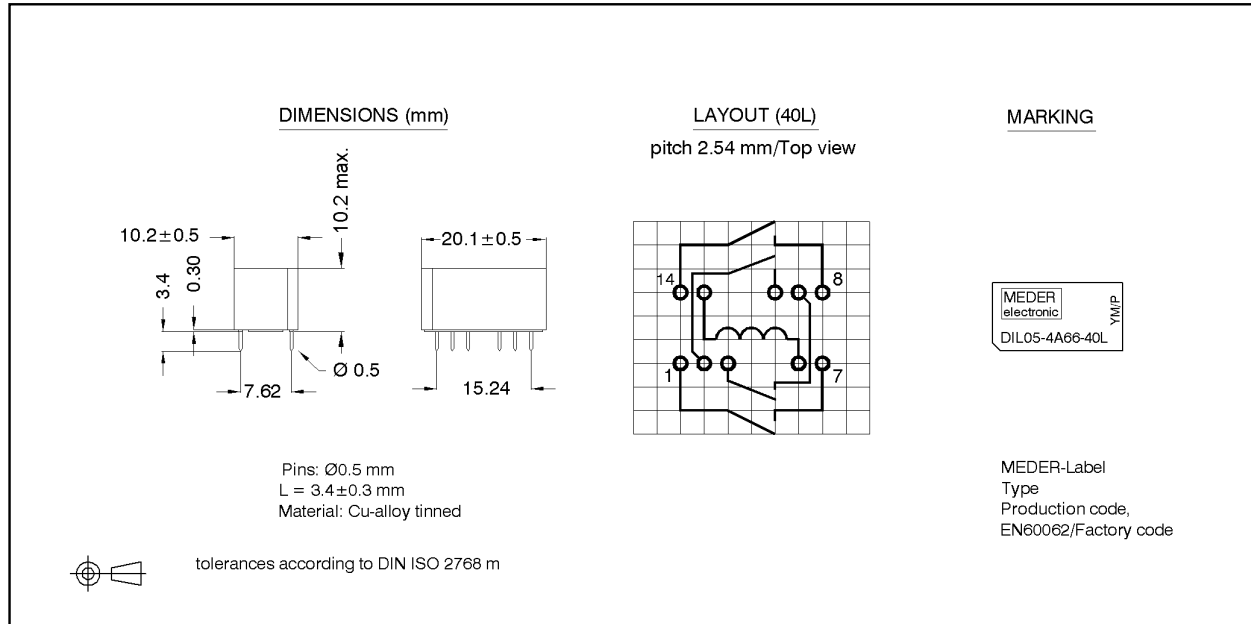 DIMENSIONS (mm)
LAYOUT (40L)
MARKING
pitch 2.54 mm/Top view
10.2 max.
10.2±0.5
20.1±0.5
3.4
0.30
14
8
MEDER
electronic
YM/P
DIL05-4A66-40L
Ø 0.5
7.62
15.24
1
7
Pins: Ø0.5 mm
L = 3.4±0.3 mm
Material: Cu-alloy tinned
MEDER-Label
Type
Production code,
EN60062/Factory code
tolerances according to DIN ISO 2768 m